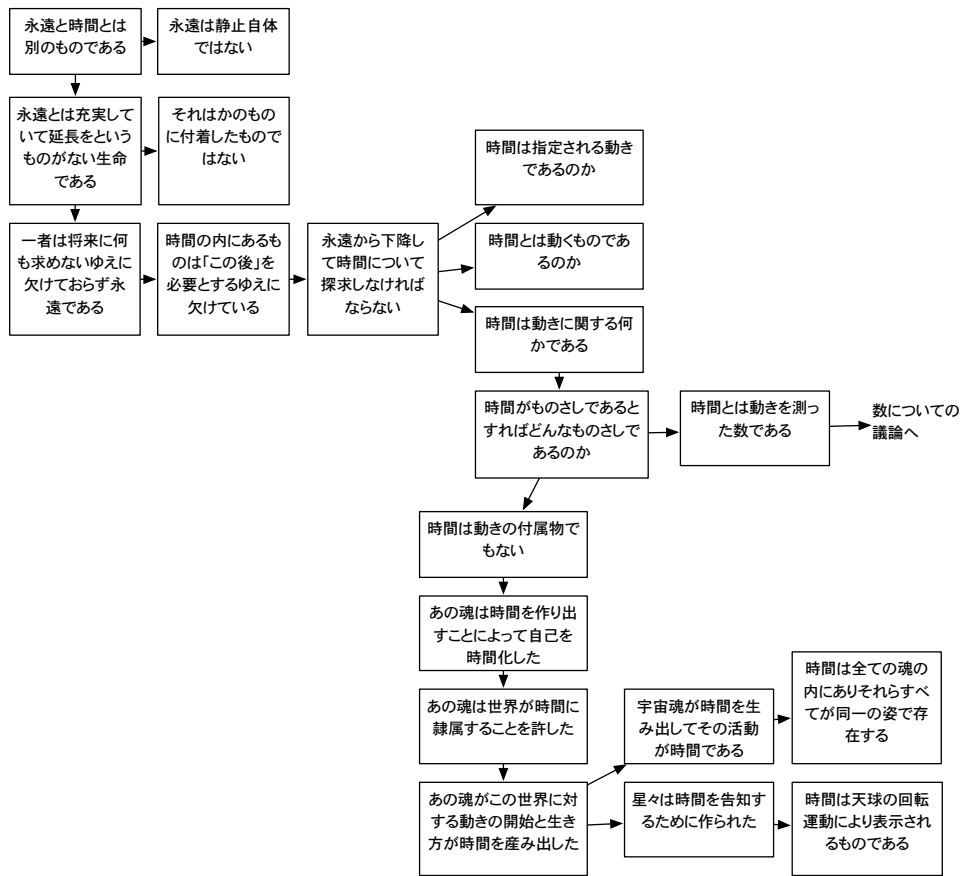 永遠と時間とは
別のものである
永遠は静止自体
ではない
永遠とは充実して
いて延長をという
ものがない生命
である
それはかのもの
に付着したもので
はない
時間は指定される動き
であるのか
一者は将来に何
も求めないゆえに
欠けておらず永
遠である
時間の内にあるも
のは「この後」を
必要とするゆえに
欠けている
永遠から下降し
て時間について
探求しなければ
ならない
時間とは動くものであ
るのか
時間は動きに関する何
かである
時間がものさしであると
すればどんなものさしで
あるのか
時間とは動きを測っ
た数である
数についての
議論へ
時間は動きの付属物で
もない
あの魂は時間を作り出
すことによって自己を
時間化した
あの魂は世界が時間に
隷属することを許した
宇宙魂が時間を生
み出してその活動
が時間である
時間は全ての魂の
内にありそれらすべ
てが同一の姿で存
在する
あの魂がこの世界に対
する動きの開始と生き
方が時間を産み出した
星々は時間を告知す
るために作られた
時間は天球の回転
運動により表示され
るものである